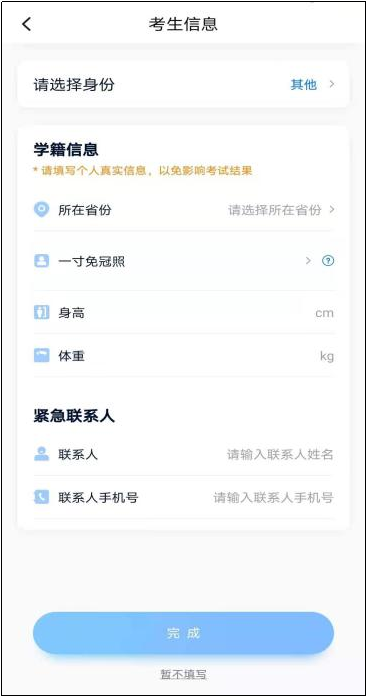 考生信息
请选择身份 其他
学籍信息
* 请填写个人真实信息，以免影响考试结果
所在省份 请选择所在省份
一寸免冠照
身高 cm
体重 kg
紧急联系人
联系人 请输入联系人姓名
联系人手机号 请输入联系人手机号
完 成
暂不填写